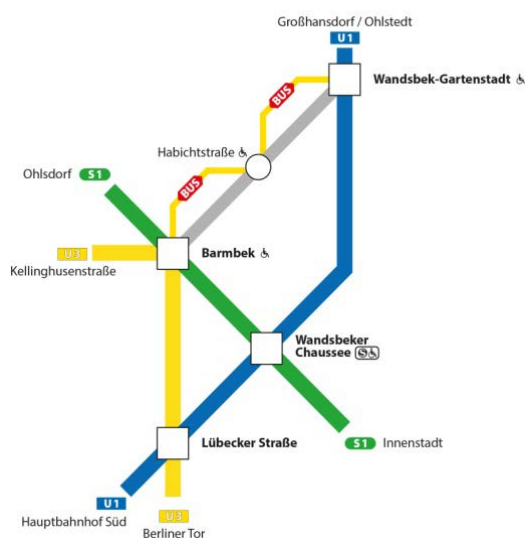 Großhansdorf / Ohlstedt
U1
Wandsbek-Gartenstadt
BUS
Habichtstraße
Ohlsdorf S1
BUS
U3
Barmbek
Kellinghusenstraße
Wandsbeker
Chaussee S
Lübecker Straße
S1 Innenstadt
U1
Hauptbahnhof Süd
U3
Berliner Tor